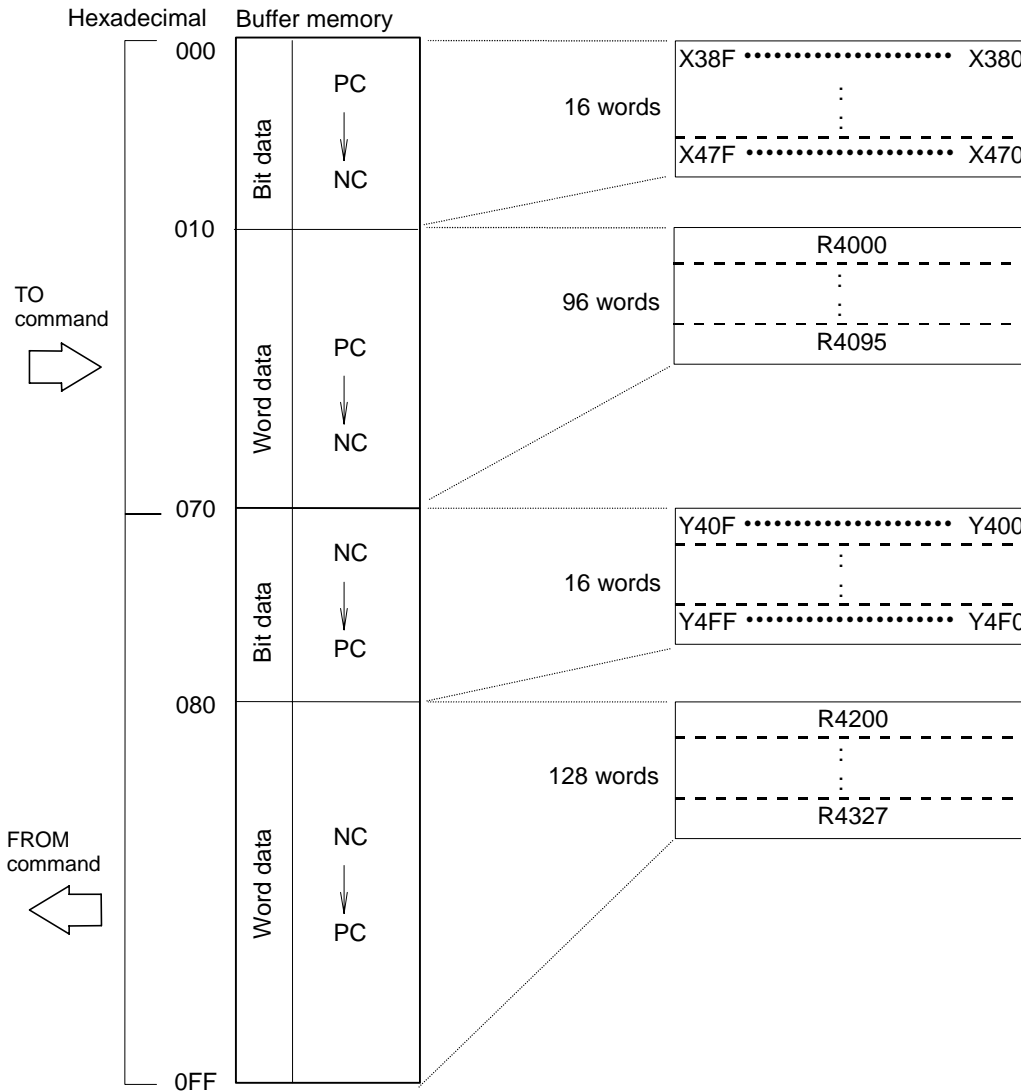 Hexadecimal Buffer memory
000
Bit data
PC
NC
16 words
X38F X380
X47F X470
010
TO
command
Word data
PC
NC
96 words
R4000
R4095
070
Bit data
NC
PC
16 words
Y40F Y400
Y4FF Y4F0
080
FROM
command
Word data
NC
PC
128 words
R4200
R4327
0FF